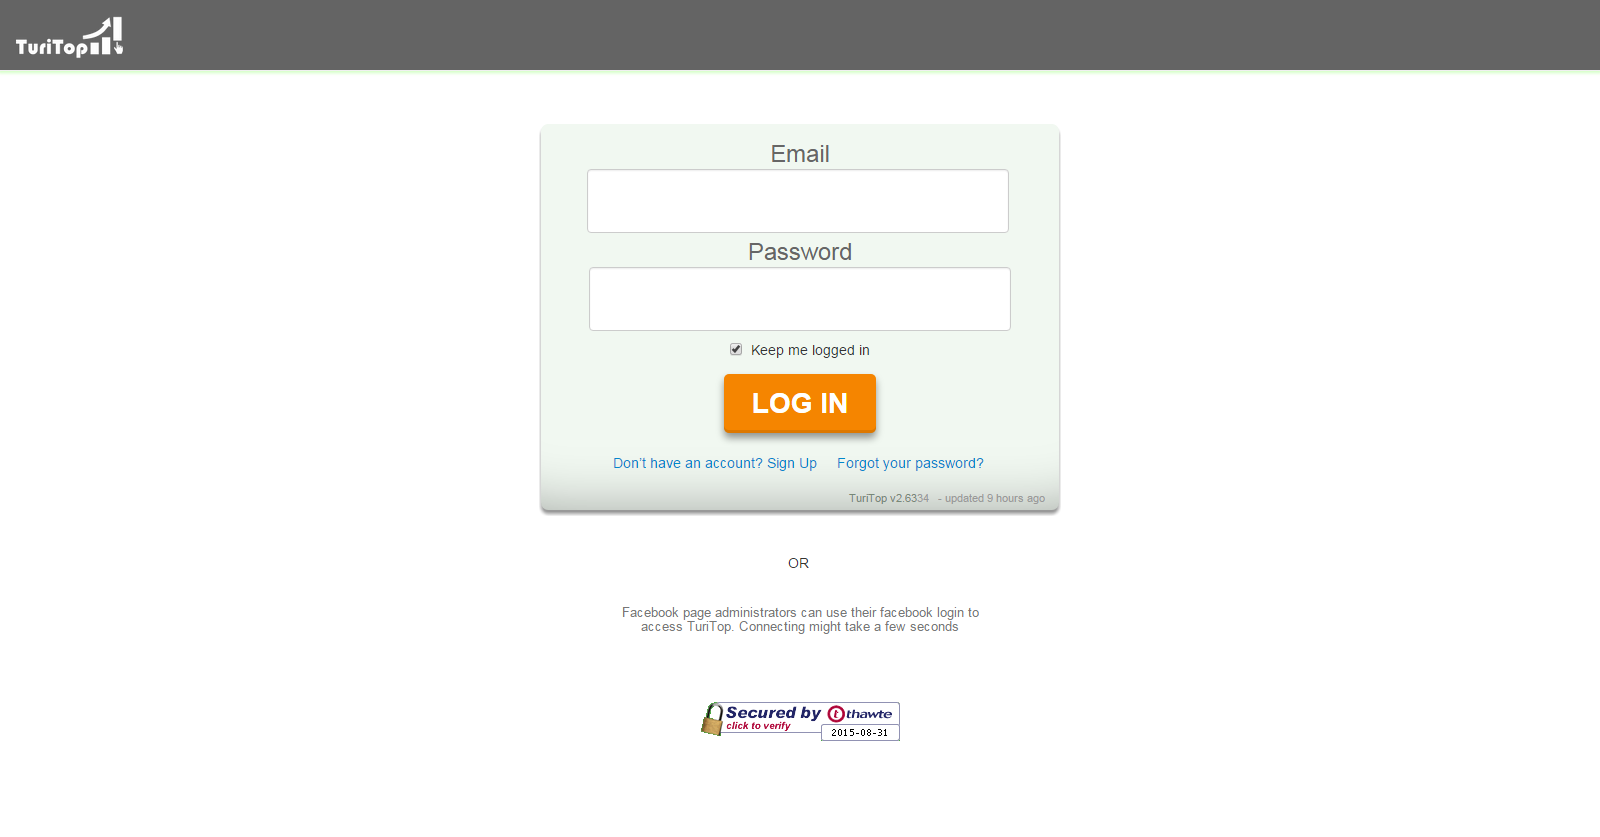 TuriTop
Email
Password
Keep me logged in
LOG IN
Don't have an account? Sign Up Forgot your password?
TuriTop v2.6334 - updated 9 hours ago
OR
Facebook page administrators can use their facebook login to
access TuriTop. Connecting might take a few seconds
Secured by thawte
click to verify
2015-08-31